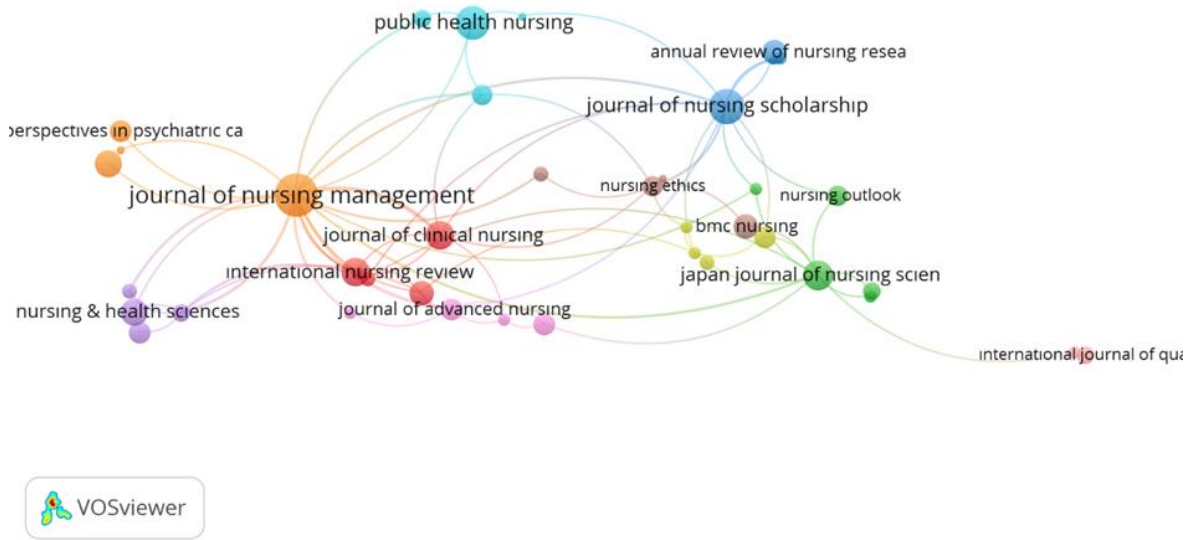 public health nursing
annual review of nursing resea
journal of nursing scholarship
perspectives in psychiatric ca
journal of nursing management
nursing ethics
nursing outlook
journal of clinical nursing
bmc nursing
international nursing review
japan journal of nursing scien
nursing & health sciences
journal of advanced nursing
international journal of qua
VOSviewer